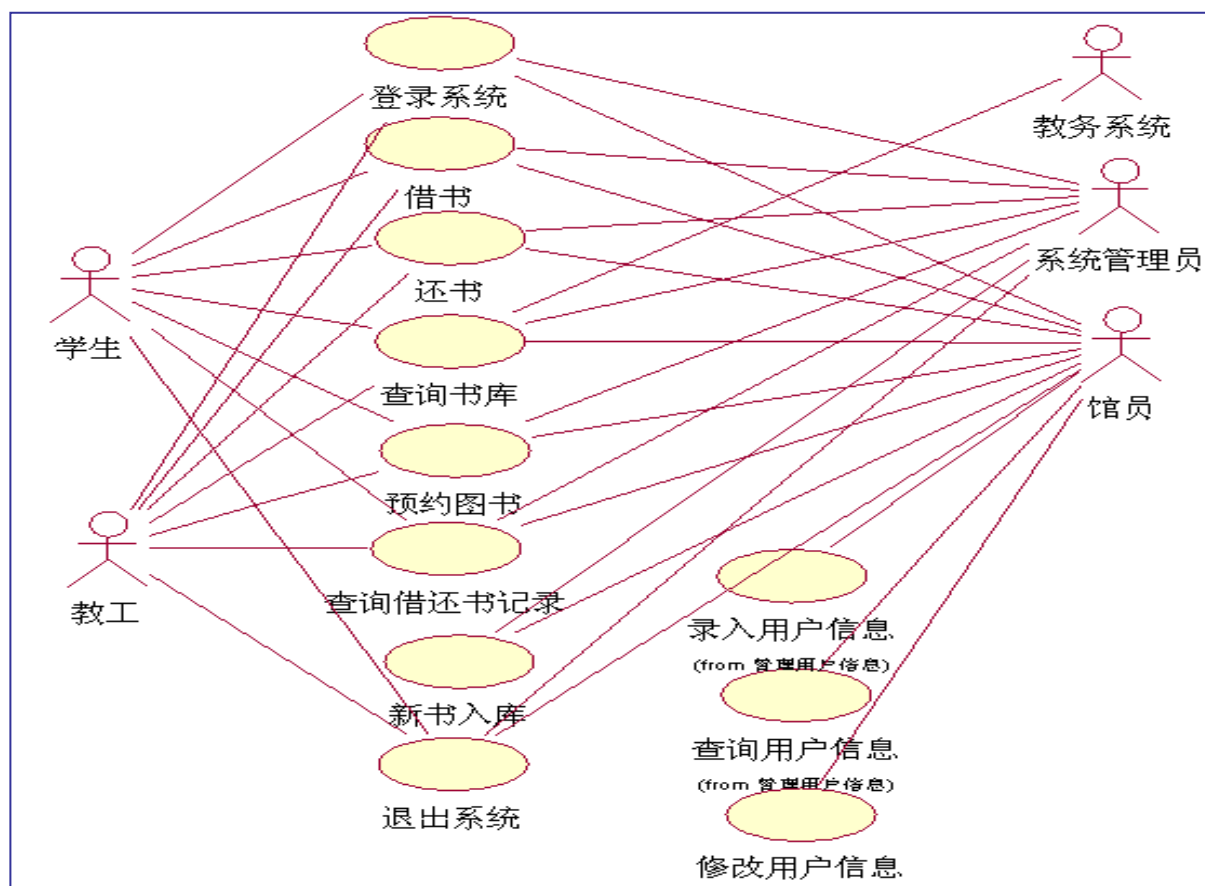 登录系统
教务系统
借书
系统管理员
还书
学生
查询书库
馆员
预约图书
教工
查询借还书记录
录入用户信息
(from 管理用户信息)
新书入库
查询用户信息
(from 管理用户信息)
退出系统
修改用户信息